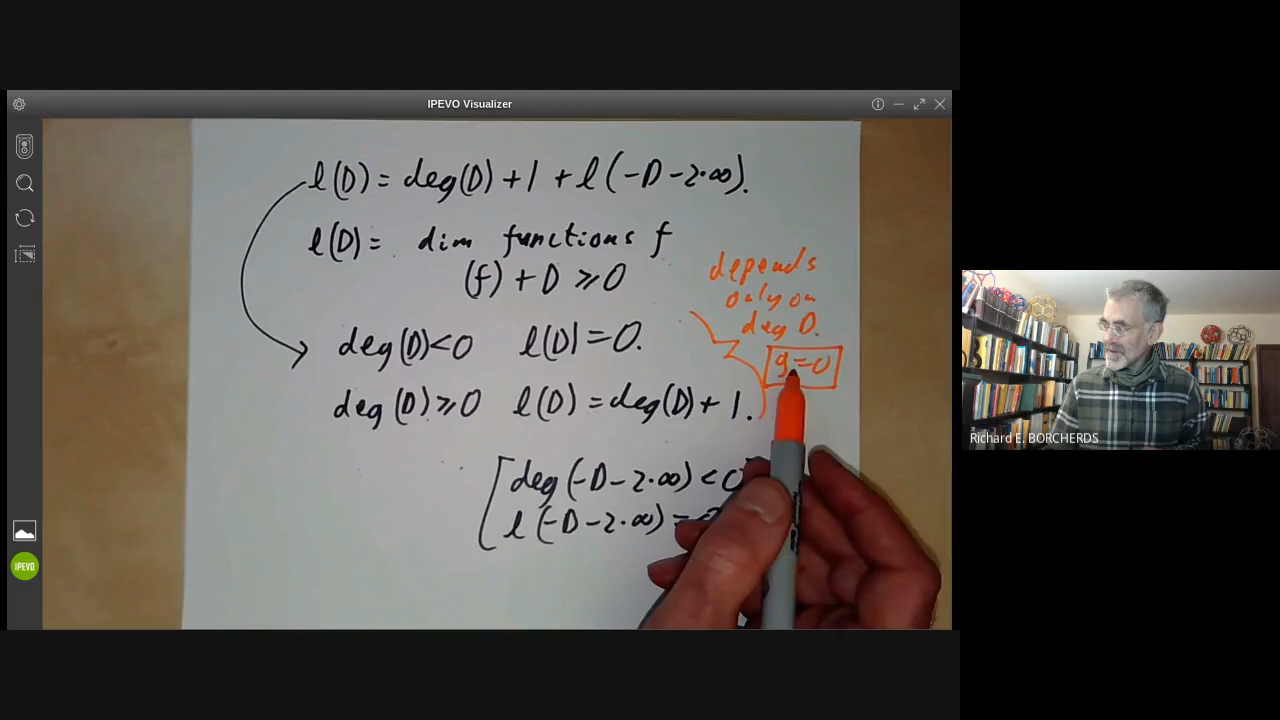 IPEVO Visualizer
l(D) = deg(D) + 1 + l(-D - 2·∞).
l(D) = dim functions f
(f) + D ≥ 0
depends
only on
deg D.
deg(D) < 0 l(D) = 0.
g = 0
deg(D) ≥ 0 l(D) = deg(D) + 1.
deg(-D - 2·∞) < 0
l(-D - 2·∞) =
IPEVO
Richard E. BORCHERDS